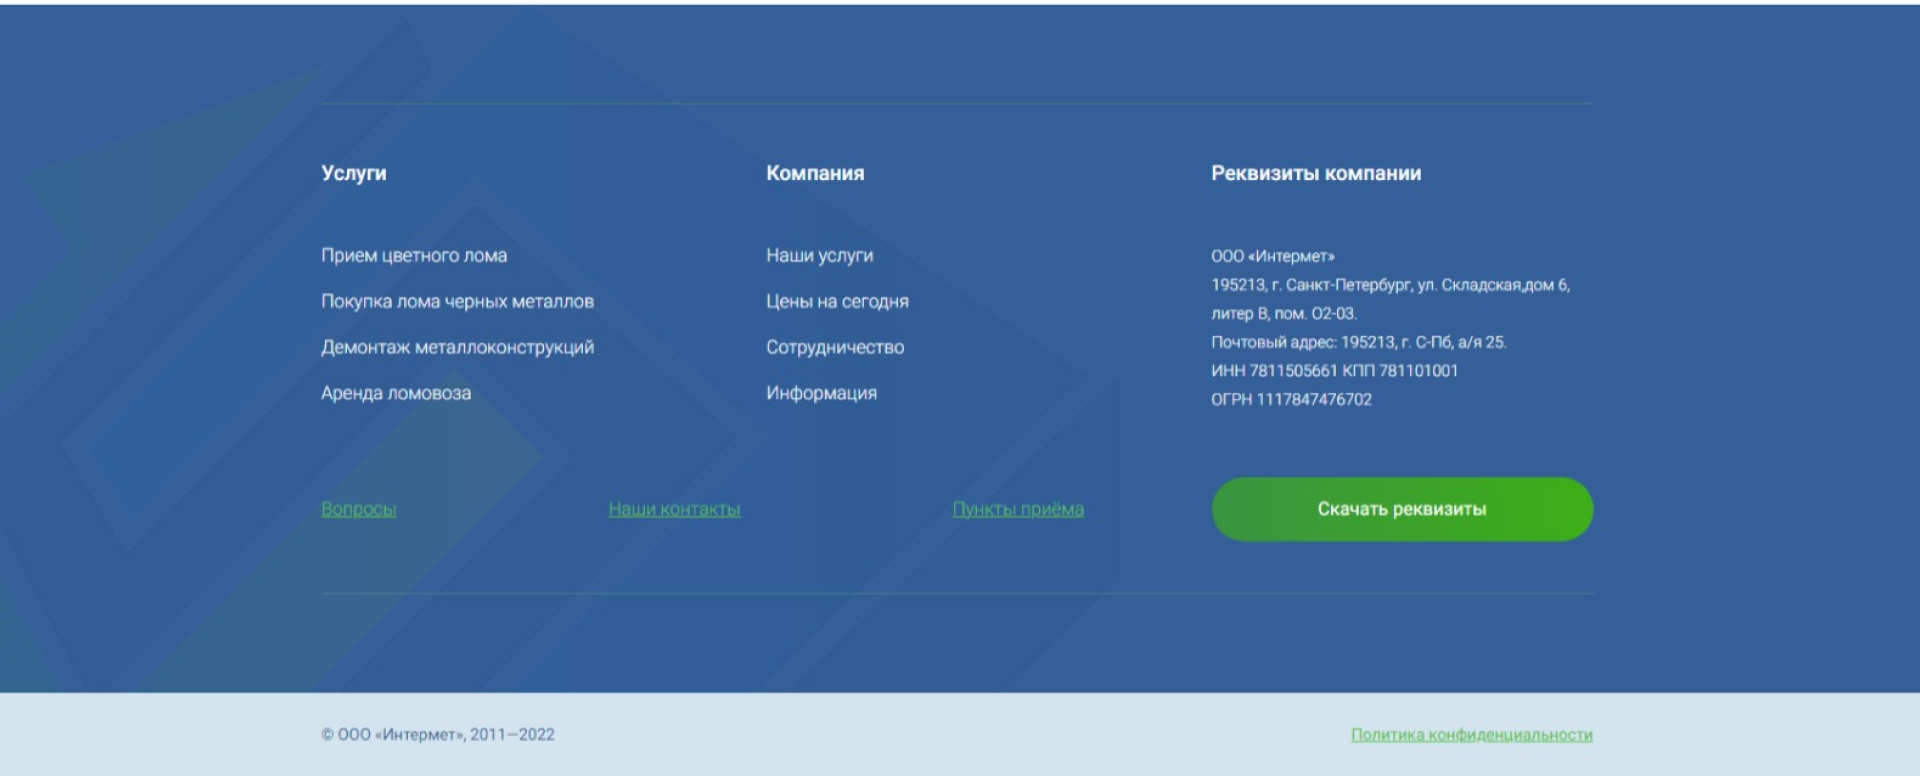 Услуги
Прием цветного лома
Покупка лома черных металлов
Демонтаж металлоконструкций
Аренда ломовоза
Компания
Наши услуги
Цены на сегодня
Сотрудничество
Информация
Реквизиты компании
ООО «Интермет»
195213, г. Санкт-Петербург, ул. Складская,дом 6,
литер В, пом. О2-03.
Почтовый адрес: 195213, г. С-Пб, а/я 25.
ИНН 7811505661 КПП 781101001
ОГРН 1117847476702
Вопросы
Наши контакты
Пункты приёма
Скачать реквизиты
© ООО «Интермет», 2011—2022
Политика конфиденциальности